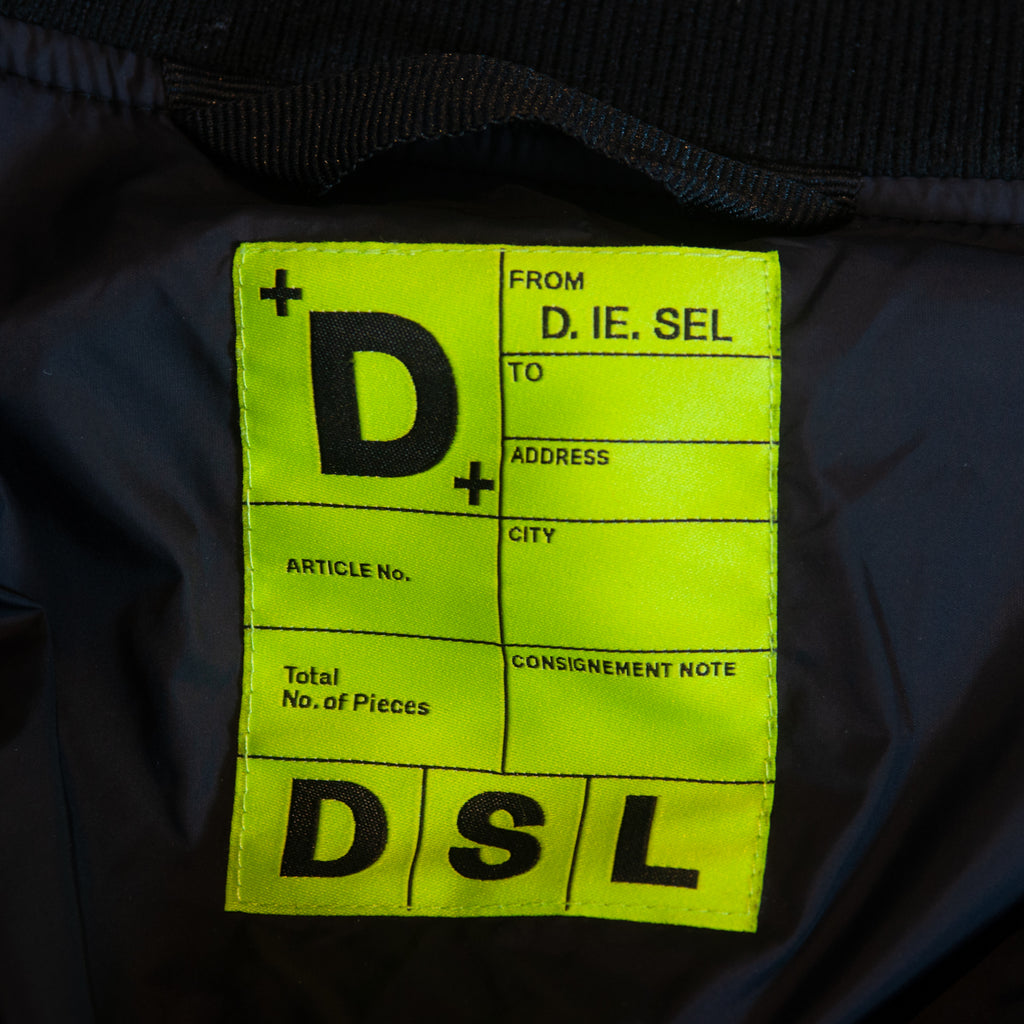 +
D
+
FROM
D. IE. SEL
TO
ADDRESS
CITY
ARTICLE No.
CONSIGNEMENT NOTE
Total
No. of Pieces
D S L